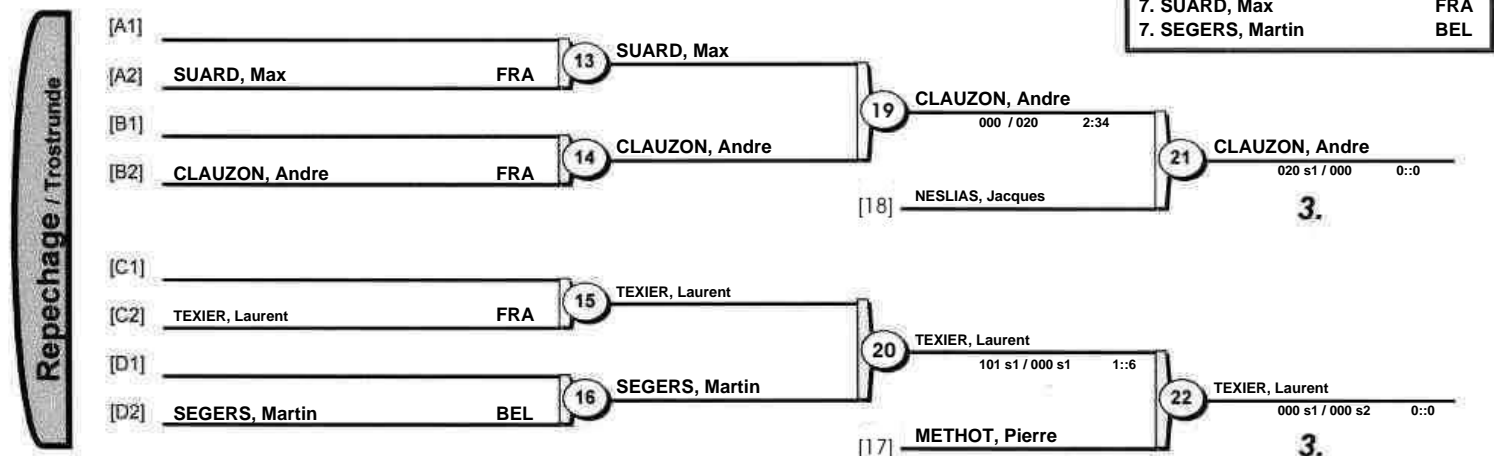 7. SUARD, Max FRA
7. SEGERS, Martin BEL
Repechage / Trostrunde
[A1]
[A2] SUARD, Max FRA
13 SUARD, Max
[B1]
[B2] CLAUZON, Andre FRA
14 CLAUZON, Andre
19 CLAUZON, Andre
000 / 020 2:34
[18] NESLIAS, Jacques
21 CLAUZON, Andre
020 s1 / 000 0::0
3.
[C1]
[C2] TEXIER, Laurent FRA
15 TEXIER, Laurent
[D1]
[D2] SEGERS, Martin BEL
16 SEGERS, Martin
20 TEXIER, Laurent
101 s1 / 000 s1 1::6
[17] METHOT, Pierre
22 TEXIER, Laurent
000 s1 / 000 s2 0::0
3.